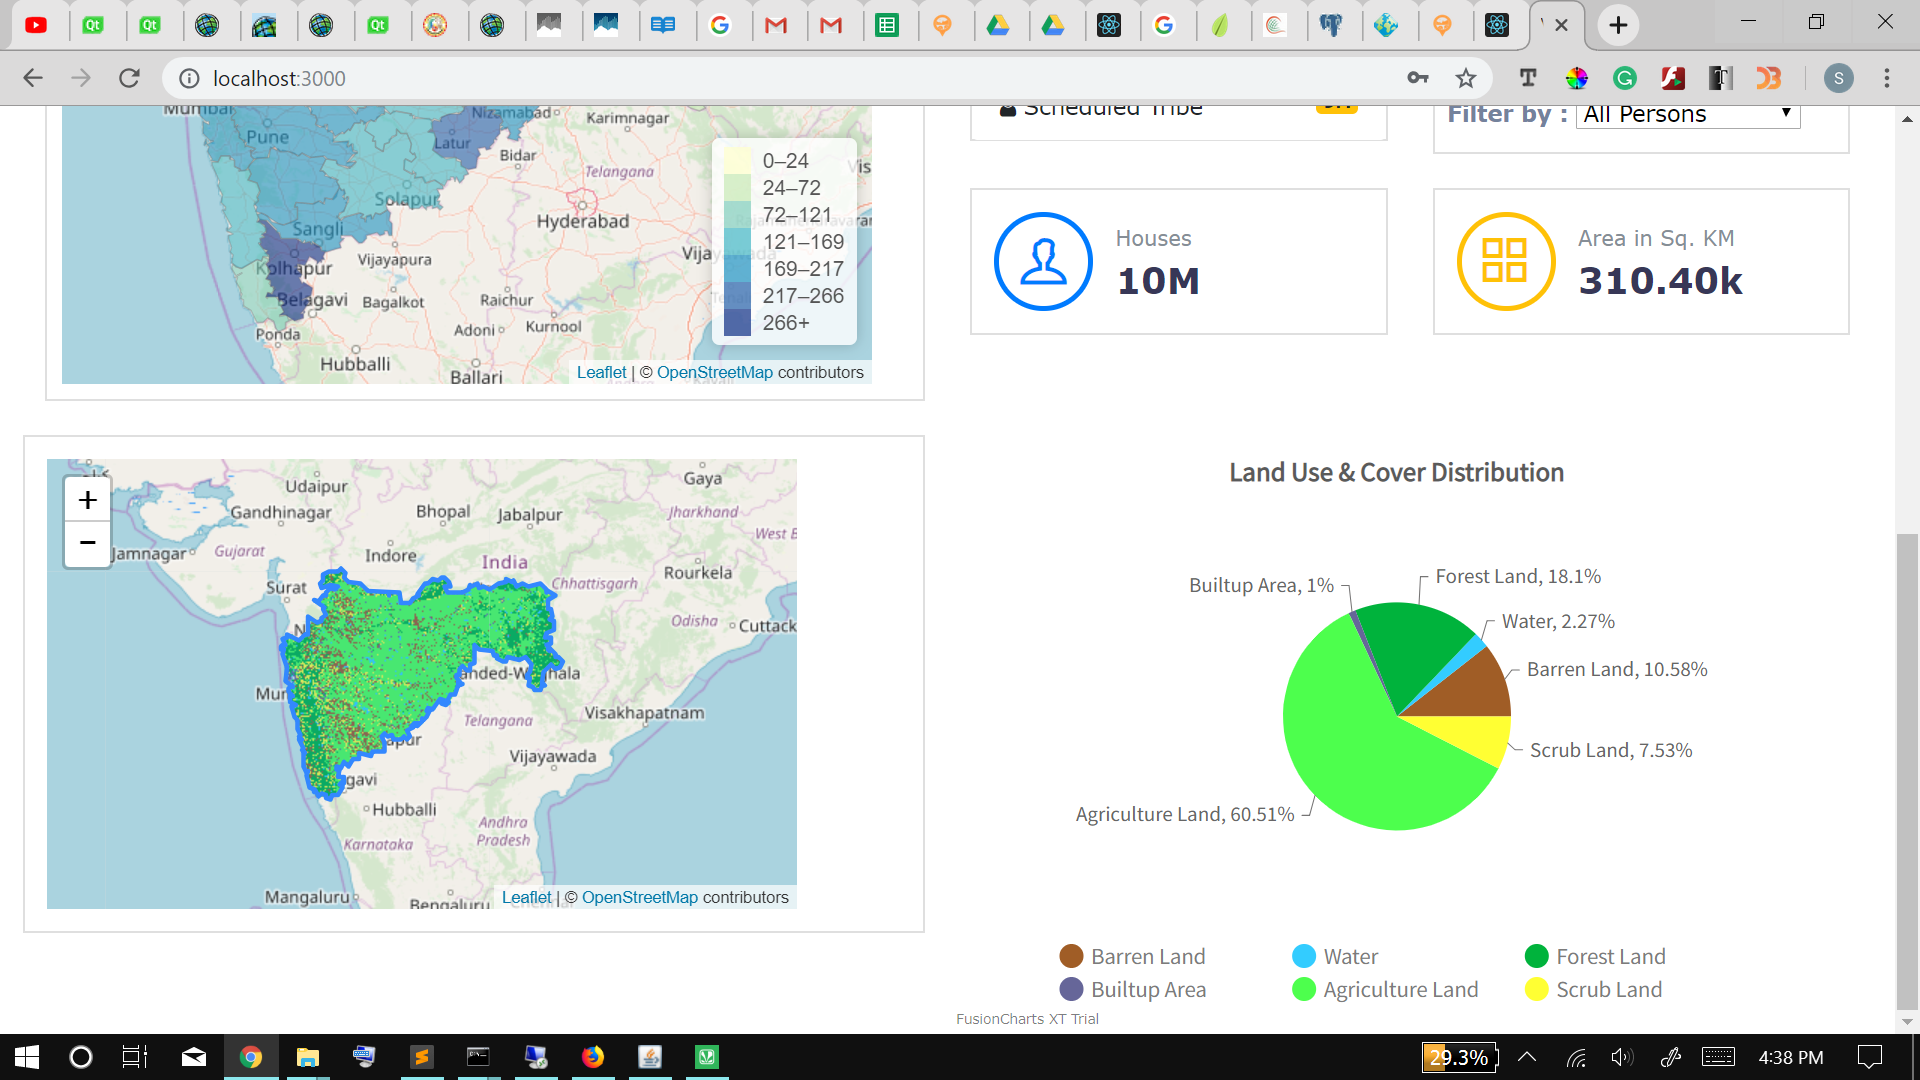 localhost:3000
S
Mumbai
Pune
Nizamabad
Karimnagar
Latur
Bidar
Telangana
Solapur
Hyderabad
Sangli
Kolhapur
Vijayapura
Belagavi
Bagalkot
Raichur
Adoni
Kurnool
Ponda
Hubballi
Ballari
0–24
24–72
72–121
121–169
169–217
217–266
266+
Leaflet | © OpenStreetMap contributors
Scheduled Tribe
Filter by :
All Persons
Houses
10M
Area in Sq. KM
310.40k
+
−
Udaipur
Gaya
Gandhinagar
Bhopal
Jabalpur
Jharkhand
West B
Jamnagar
Gujarat
Indore
India
Chhattisgarh
Rourkela
Surat
Odisha
Cuttack
Mum
Telangana
Visakhapatnam
Vijayawada
gavi
Hubballi
Andhra
Pradesh
Karnataka
Mangaluru
Bengaluru
Leaflet | © OpenStreetMap contributors
Land Use & Cover Distribution
Builtup Area, 1%
Forest Land, 18.1%
Water, 2.27%
Barren Land, 10.58%
Scrub Land, 7.53%
Agriculture Land, 60.51%
Barren Land
Water
Forest Land
Builtup Area
Agriculture Land
Scrub Land
FusionCharts XT Trial
29.3%
4:38 PM